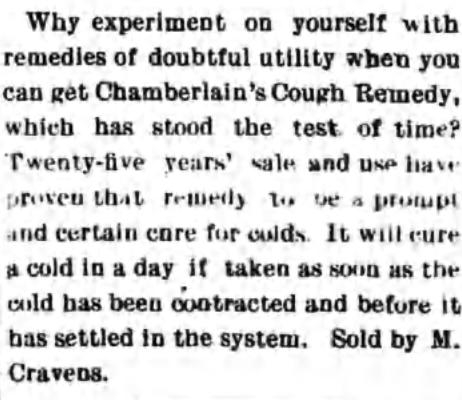 Why experiment on yourself with
remedies of doubtful utility when you
can get Chamberlain's Cough Remedy,
which has stood the test of time?
Twenty-five years' sale and use have
proven that remedy to be a prompt
and certain cure for colds. It will cure
a cold in a day if taken as soon as the
cold has been contracted and before it
has settled in the system. Sold by M.
Cravens.